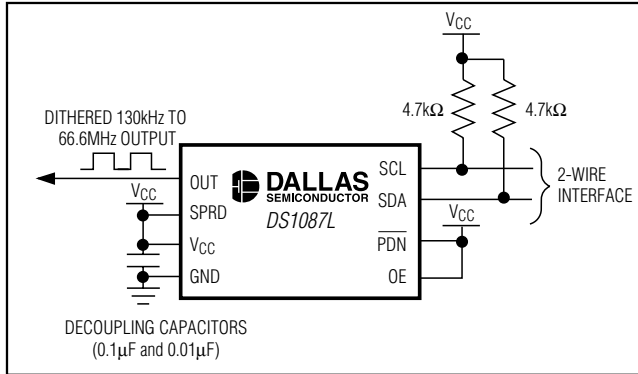 VCC
4.7kΩ
4.7kΩ
DITHERED 130kHz TO
66.6MHz OUTPUT
VCC
OUT
SPRD
VCC
GND
DALLAS
SEMICONDUCTOR
DS1087L
SCL
SDA
PDN
OE
2-WIRE
INTERFACE
VCC
DECOUPLING CAPACITORS
(0.1μF and 0.01μF)